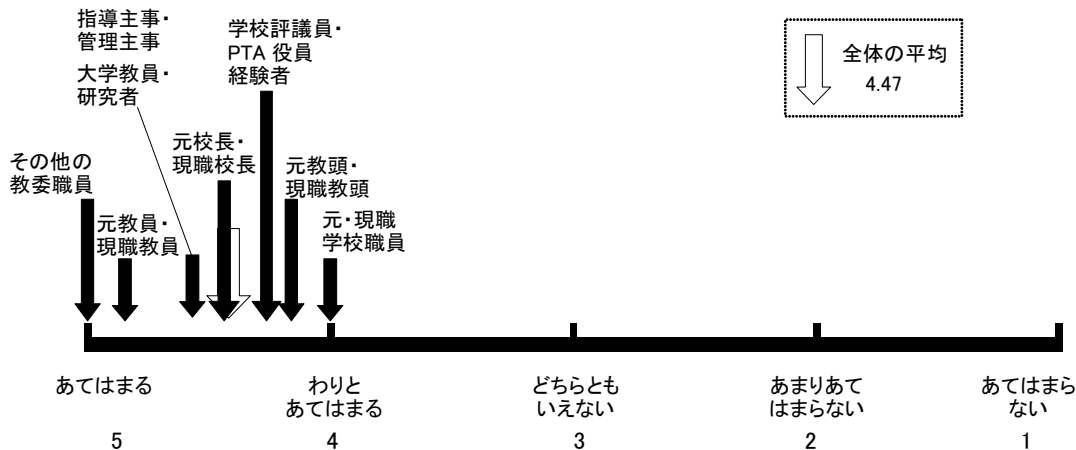 指導主事・
管理主事
大学教員・
研究者
学校評議員・
PTA 役員
経験者
全体の平均
4.47
元校長・
現職校長
その他の
教委職員
元教頭・
現職教頭
元教員・
現職教員
元・現職
学校職員
あてはまる
わりと
あてはまる
どちらとも
いえない
あまりあて
はまらない
あてはまら
ない
5
4
3
2
1